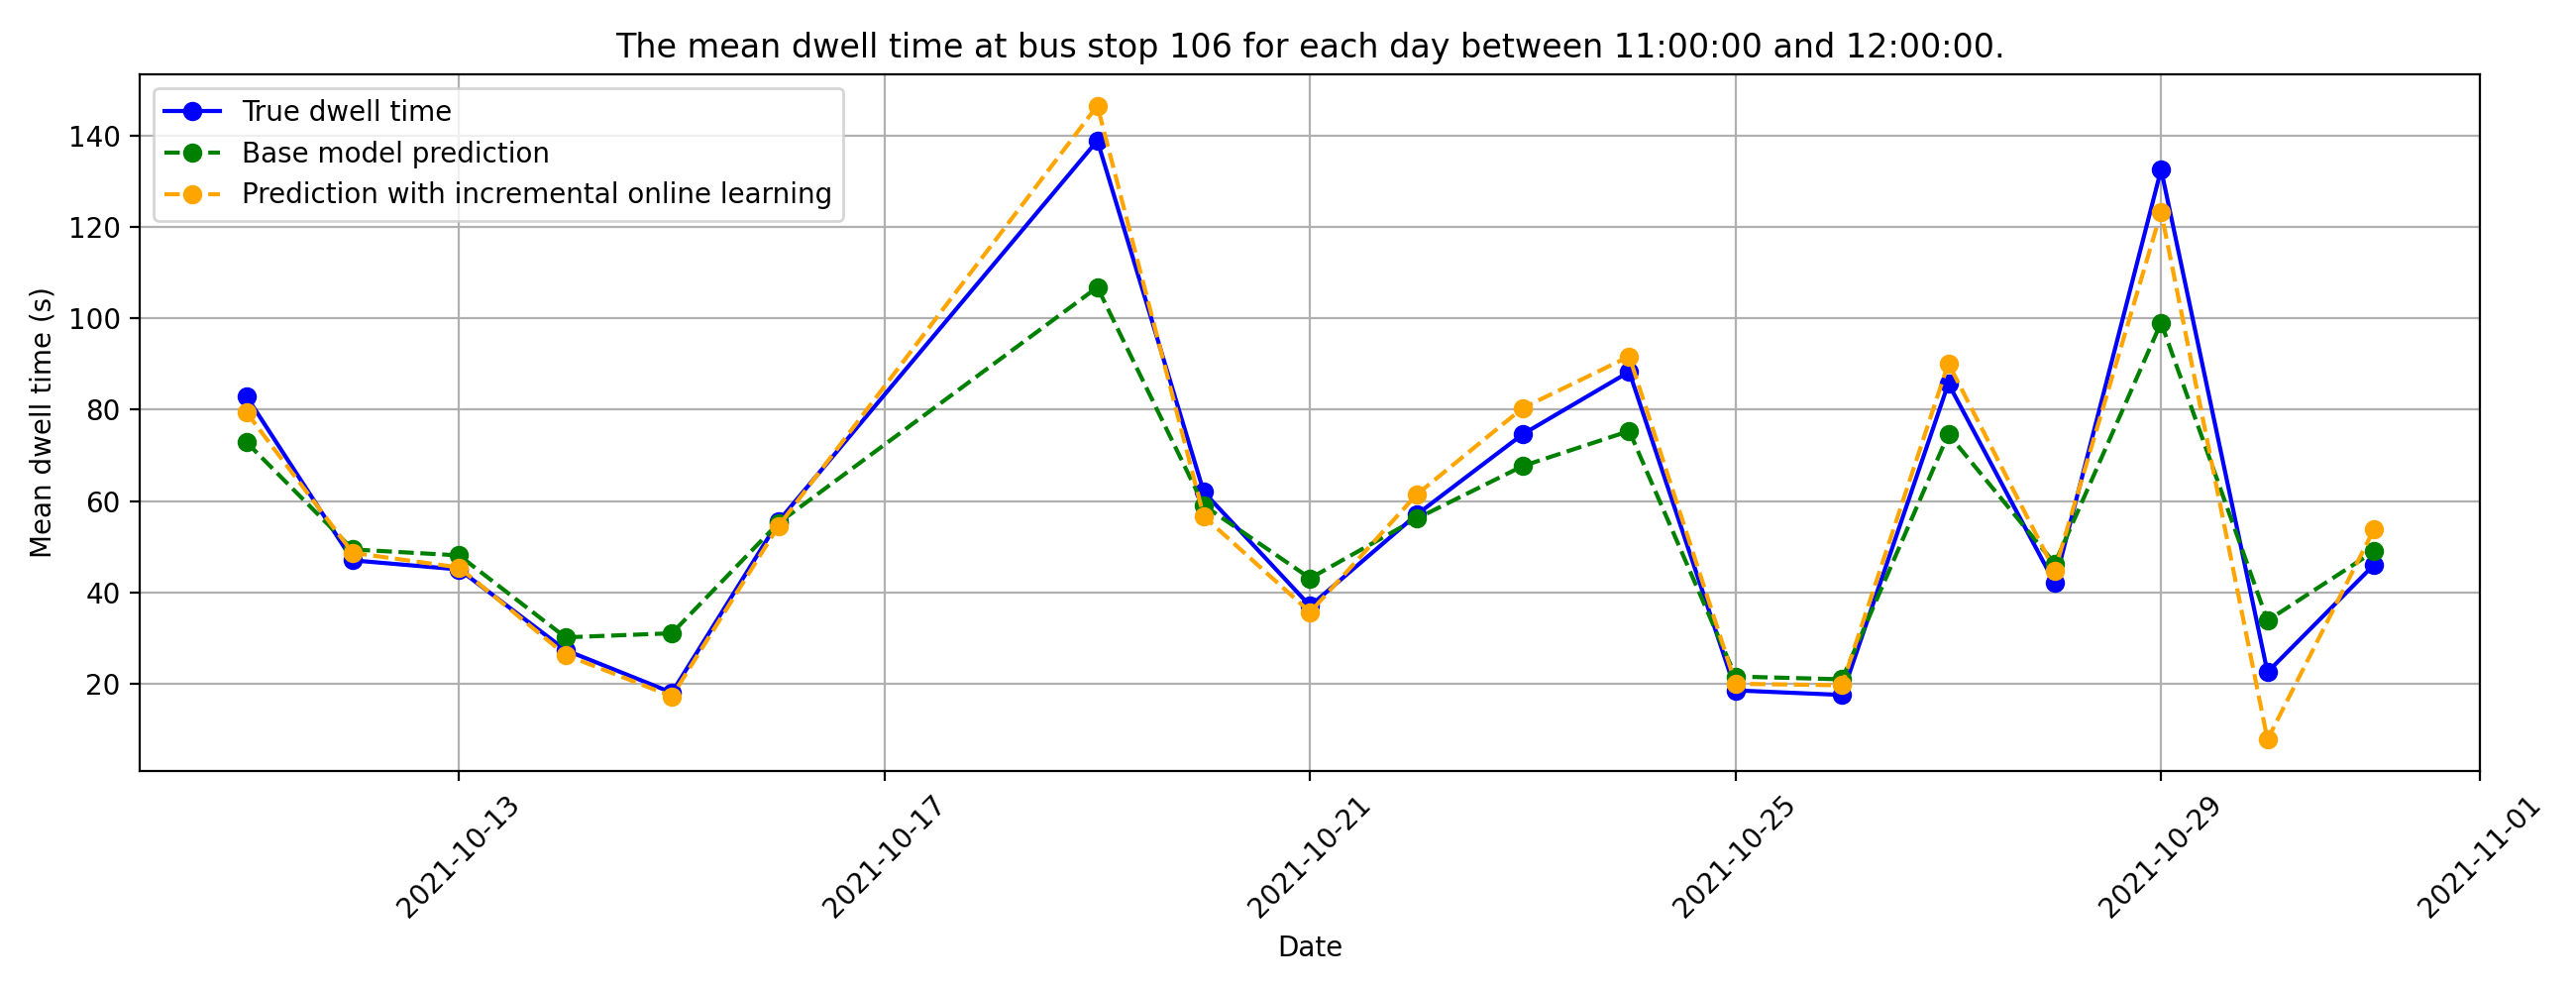 The mean dwell time at bus stop 106 for each day between 11:00:00 and 12:00:00.
True dwell time
Base model prediction
Prediction with incremental online learning
Mean dwell time (s)
140
120
100
80
60
40
20
2021-10-13
2021-10-17
2021-10-21
2021-10-25
2021-10-29
2021-11-01
Date